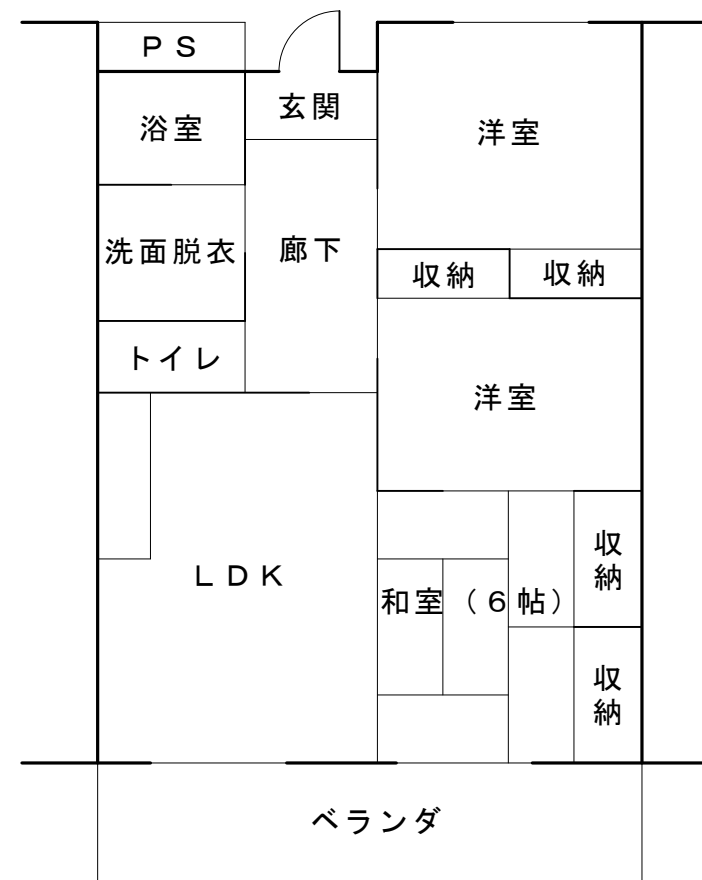 ＰＳ
玄関
浴室
洋室
洗面脱衣
廊下
収納
収納
トイレ
洋室
ＬＤＫ
和室（６帖）
収納
収納
ベランダ